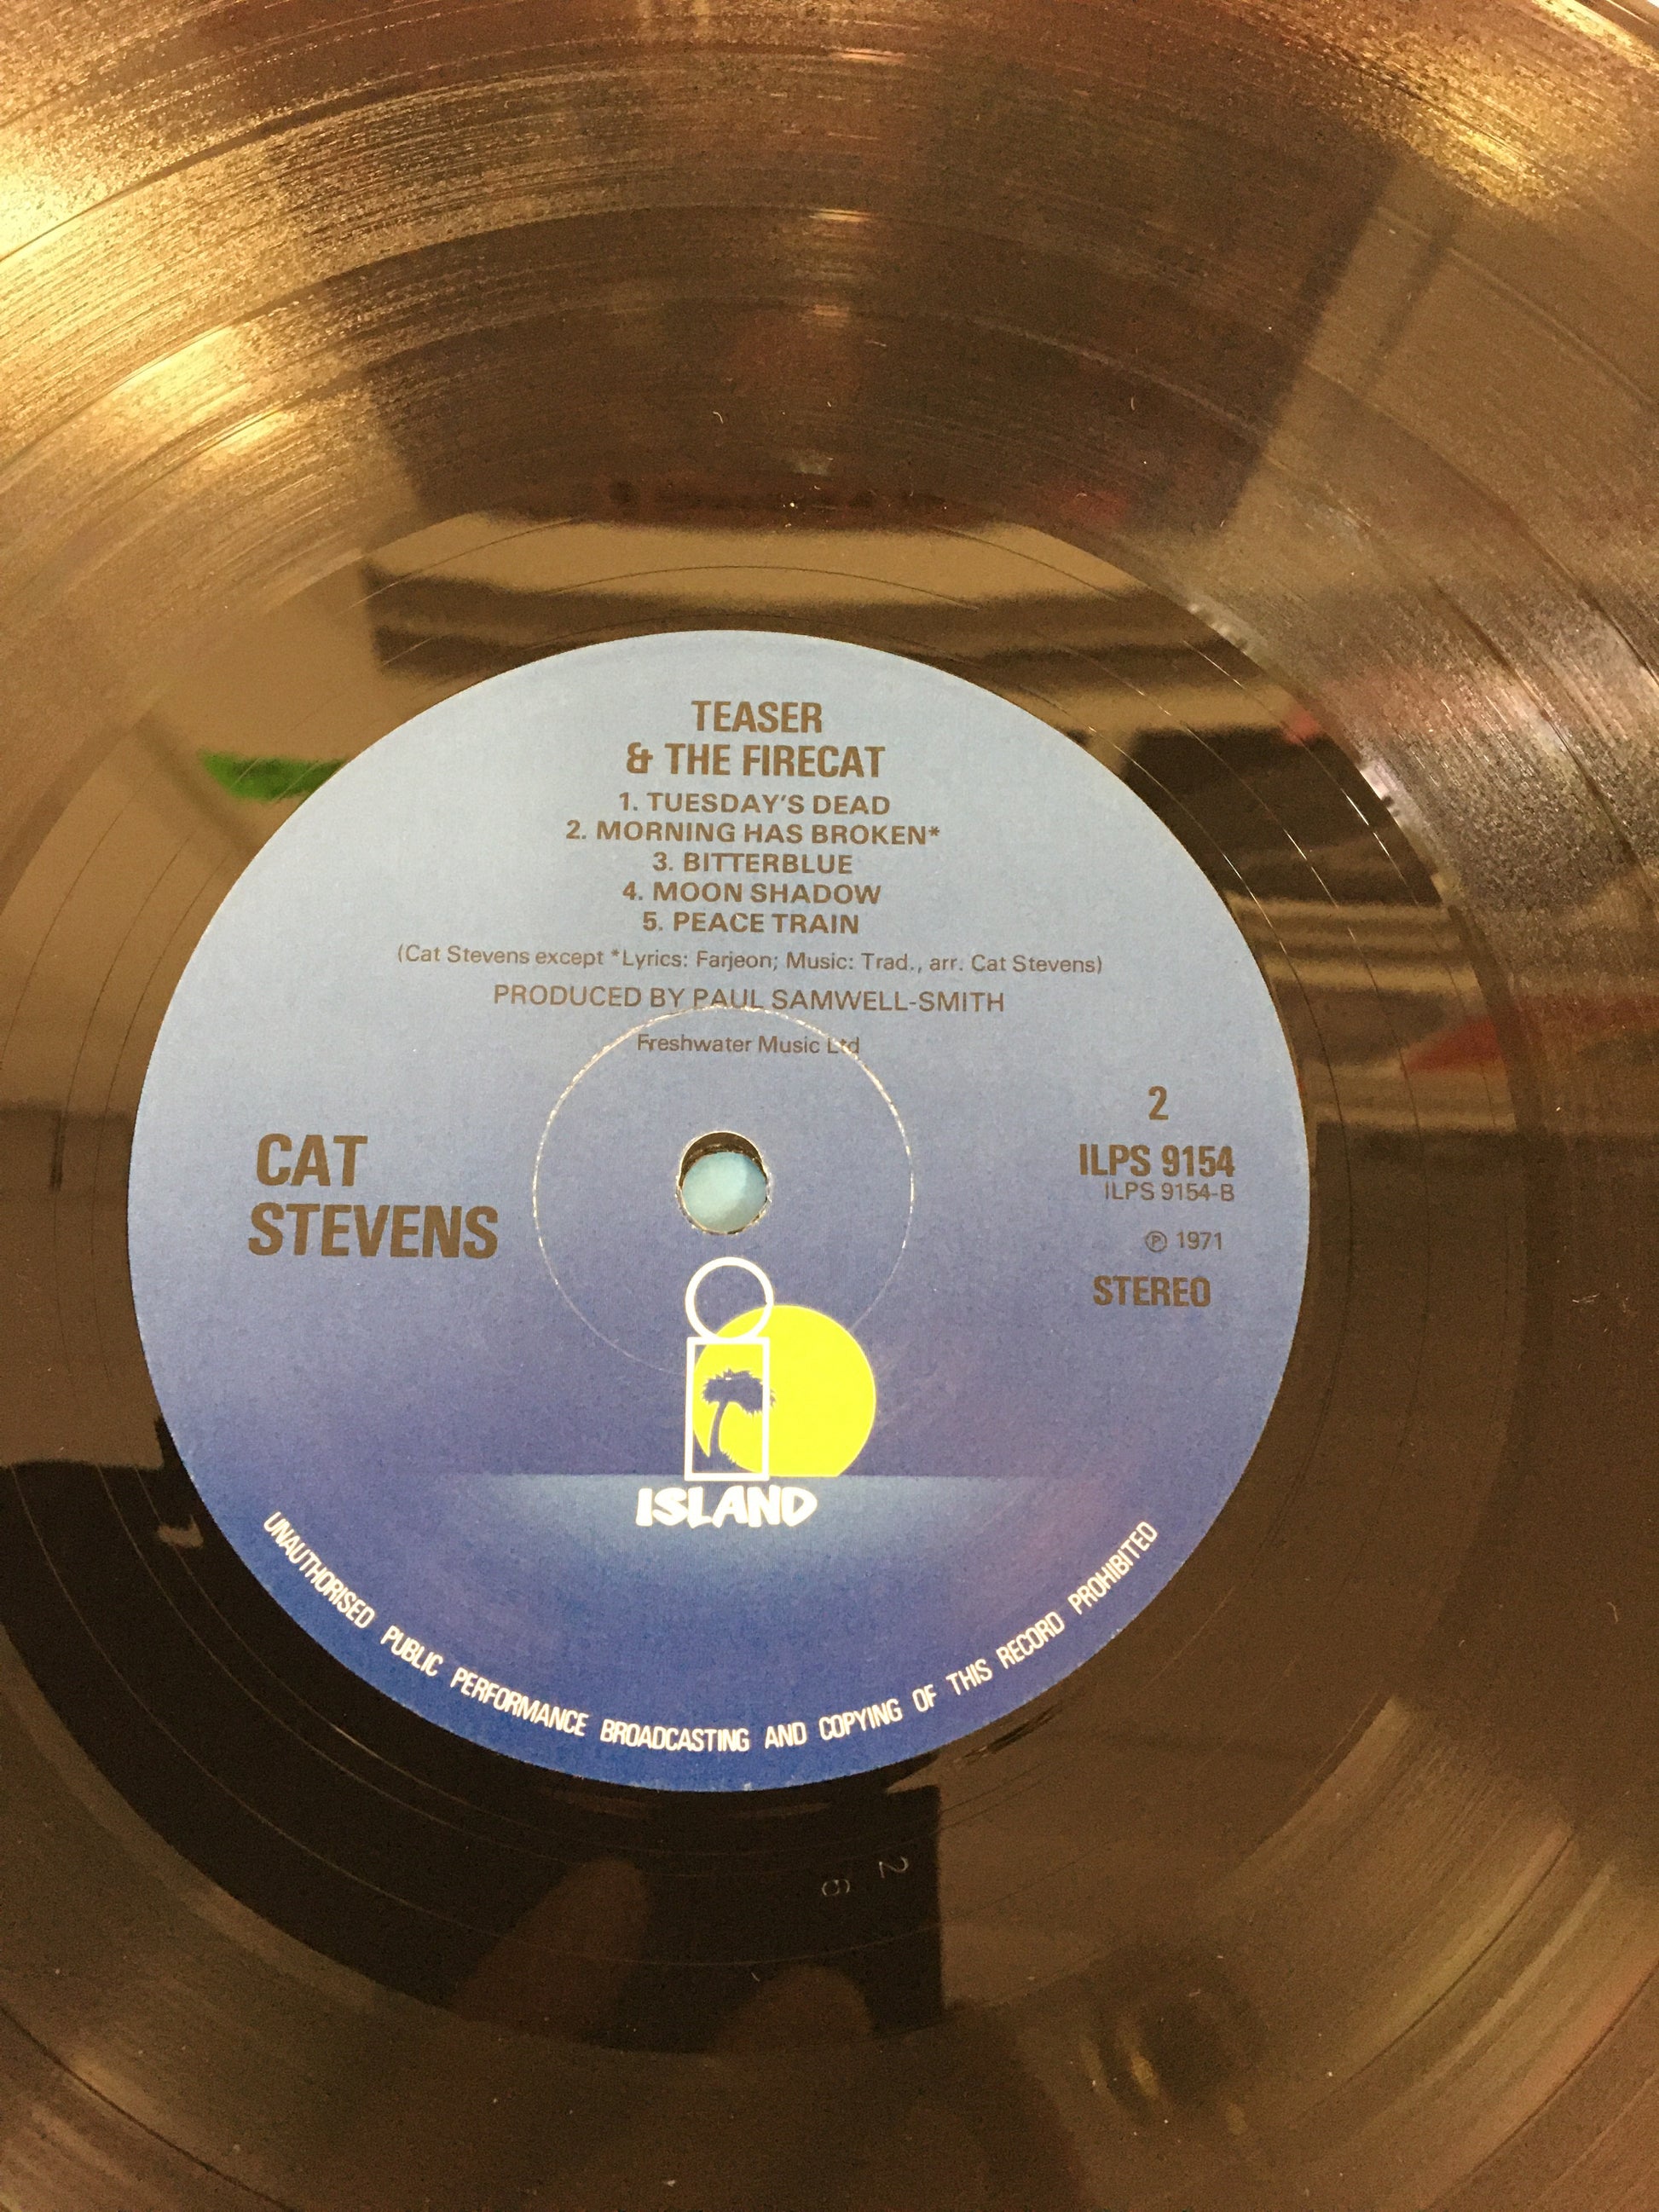 TEASER
& THE FIRECAT
1. TUESDAY'S DEAD
2. MORNING HAS BROKEN*
3. BITTERBLUE
4. MOON SHADOW
5. PEACE TRAIN
(Cat Stevens except *Lyrics: Farjeon; Music: Trad., arr. Cat Stevens)
PRODUCED BY PAUL SAMWELL-SMITH
Freshwater Music Ltd
CAT
STEVENS
2
ILPS 9154
ILPS 9154-B
℗ 1971
STEREO
ISLAND
UNAUTHORISED PUBLIC PERFORMANCE BROADCASTING AND COPYING OF THIS RECORD PROHIBITED